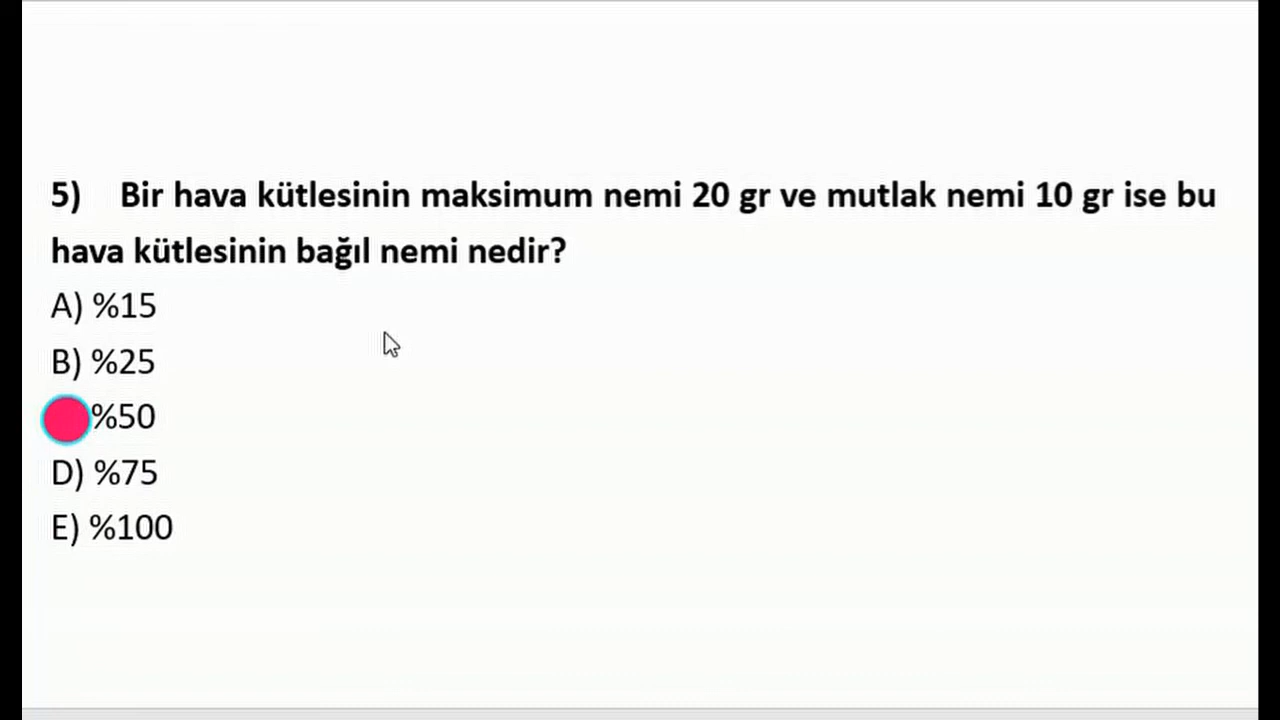 5) Bir hava kütlesinin maksimum nemi 20 gr ve mutlak nemi 10 gr ise bu
hava kütlesinin bağıl nemi nedir?
A) %15
B) %25
%50
D) %75
E) %100